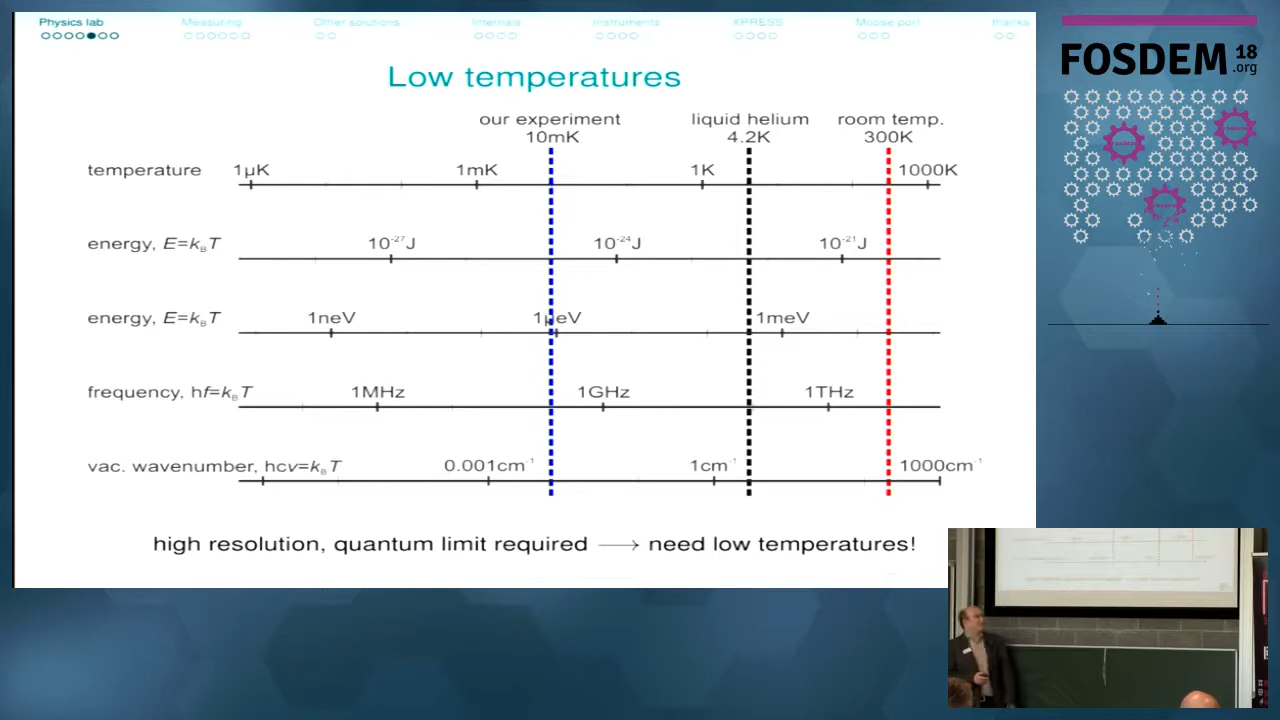 Physics lab
Measuring
Other solutions
Internals
Instruments
XPRESS
Moose port
thanks
FOSDEM 18
.org
Low temperatures
our experiment
10mK
liquid helium
4.2K
room temp.
300K
temperature 1µK 1mK 1K 1000K
energy, E=kBT 10-27J 10-24J 10-21J
energy, E=kBT 1neV 1µeV 1meV
frequency, hf=kBT 1MHz 1GHz 1THz
vac. wavenumber, hcν=kBT 0.001cm-1 1cm-1 1000cm-1
high resolution, quantum limit required ⟶ need low temperatures!